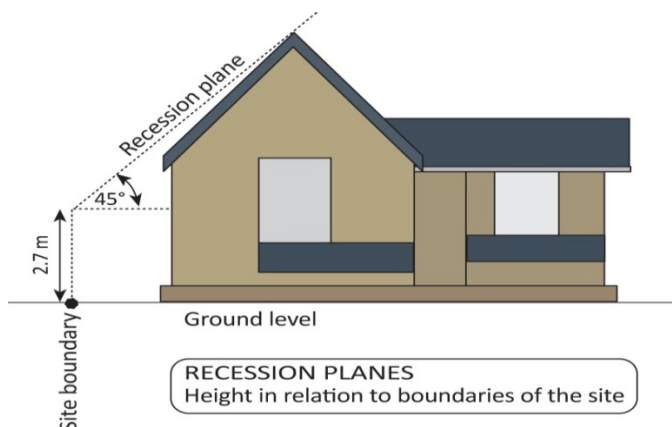 Recession plane
45°
2.7 m
Ground level
Site boundary
RECESSION PLANES
Height in relation to boundaries of the site